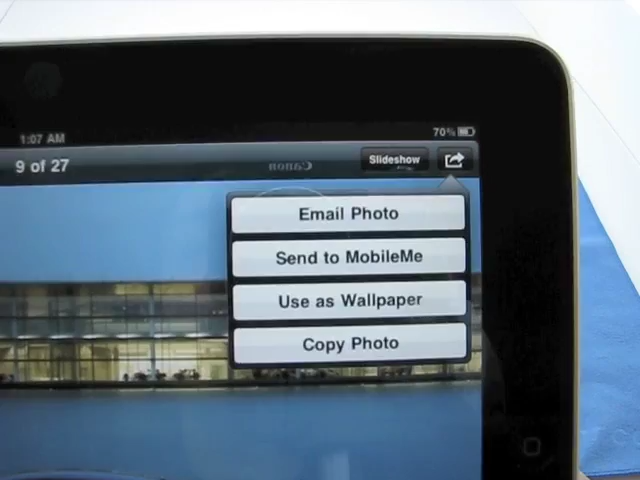 1:07 AM
70%
9 of 27
Canon
Slideshow
Email Photo
Send to MobileMe
Use as Wallpaper
Copy Photo